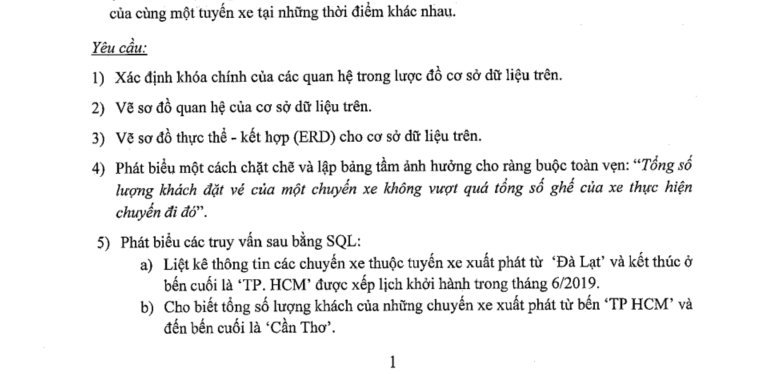 của cùng một tuyến xe tại những thời điểm khác nhau.
Yêu cầu:
1) Xác định khóa chính của các quan hệ trong lược đồ cơ sở dữ liệu trên.
2) Vẽ sơ đồ quan hệ của cơ sở dữ liệu trên.
3) Vẽ sơ đồ thực thể - kết hợp (ERD) cho cơ sở dữ liệu trên.
4) Phát biểu một cách chặt chẽ và lập bảng tầm ảnh hưởng cho ràng buộc toàn vẹn: “Tổng số
lượng khách đặt vé của một chuyến xe không vượt quá tổng số ghế của xe thực hiện
chuyến đi đó”.
5) Phát biểu các truy vấn sau bằng SQL:
a) Liệt kê thông tin các chuyến xe thuộc tuyến xe xuất phát từ ‘Đà Lạt’ và kết thúc ở
bến cuối là ‘TP. HCM’ được xếp lịch khởi hành trong tháng 6/2019.
b) Cho biết tổng số lượng khách của những chuyến xe xuất phát từ bến ‘TP HCM’ và
đến bến cuối là ‘Cần Thơ’.
1